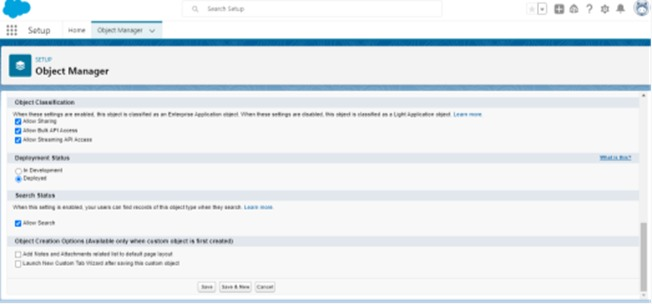 Search Setup
Setup Home Object Manager
SETUP
Object Manager
Object Classification
When these settings are enabled, this object is classified as an Enterprise Application object. When these settings are disabled, this object is classified as a Light Application object. Learn more.
Allow Sharing
Allow Bulk API Access
Allow Streaming API Access
Deployment Status What is this?
In Development
Deployed
Search Status
When this setting is enabled, your users can find records of this object type when they search. Learn more.
Allow Search
Object Creation Options (Available only when custom object is first created)
Add Notes and Attachments related list to default page layout
Launch New Custom Tab Wizard after saving this custom object
Save Save & New Cancel